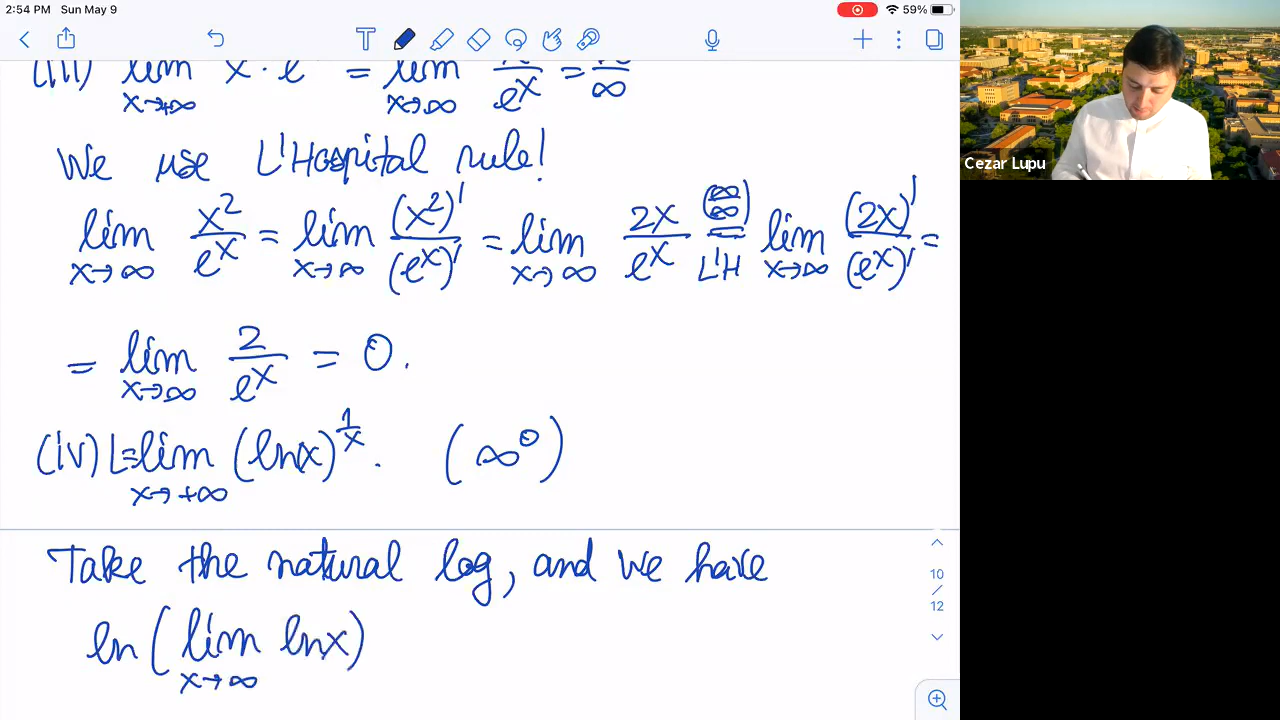 2:54 PM Sun May 9
59%
(iii) lim x · e = lim /e^x = /∞
x→+∞ x→∞
We use L'Hospital rule!
lim x^2/e^x = lim (x^2)'/(e^x)' = lim 2x/e^x (∞/∞) = L'H lim (2x)'/(e^x)' =
x→∞ x→∞ x→∞ x→∞
= lim 2/e^x = 0.
x→∞
(iv) L=lim (lnx)^1/x. (∞^0)
x→+∞
Take the natural log, and we have
ln( lim lnx)
x→∞
10
/
12
Cezar Lupu